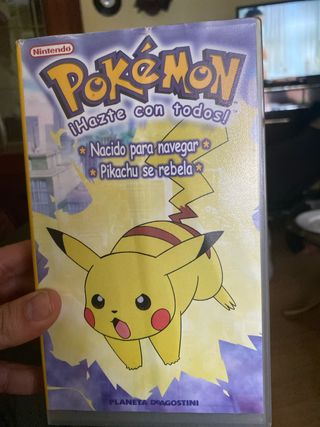 Nintendo
POKéMON
¡Hazte con todos!
Nacido para navegar
Pikachu se rebela
PLANETA DEAGOSTINI